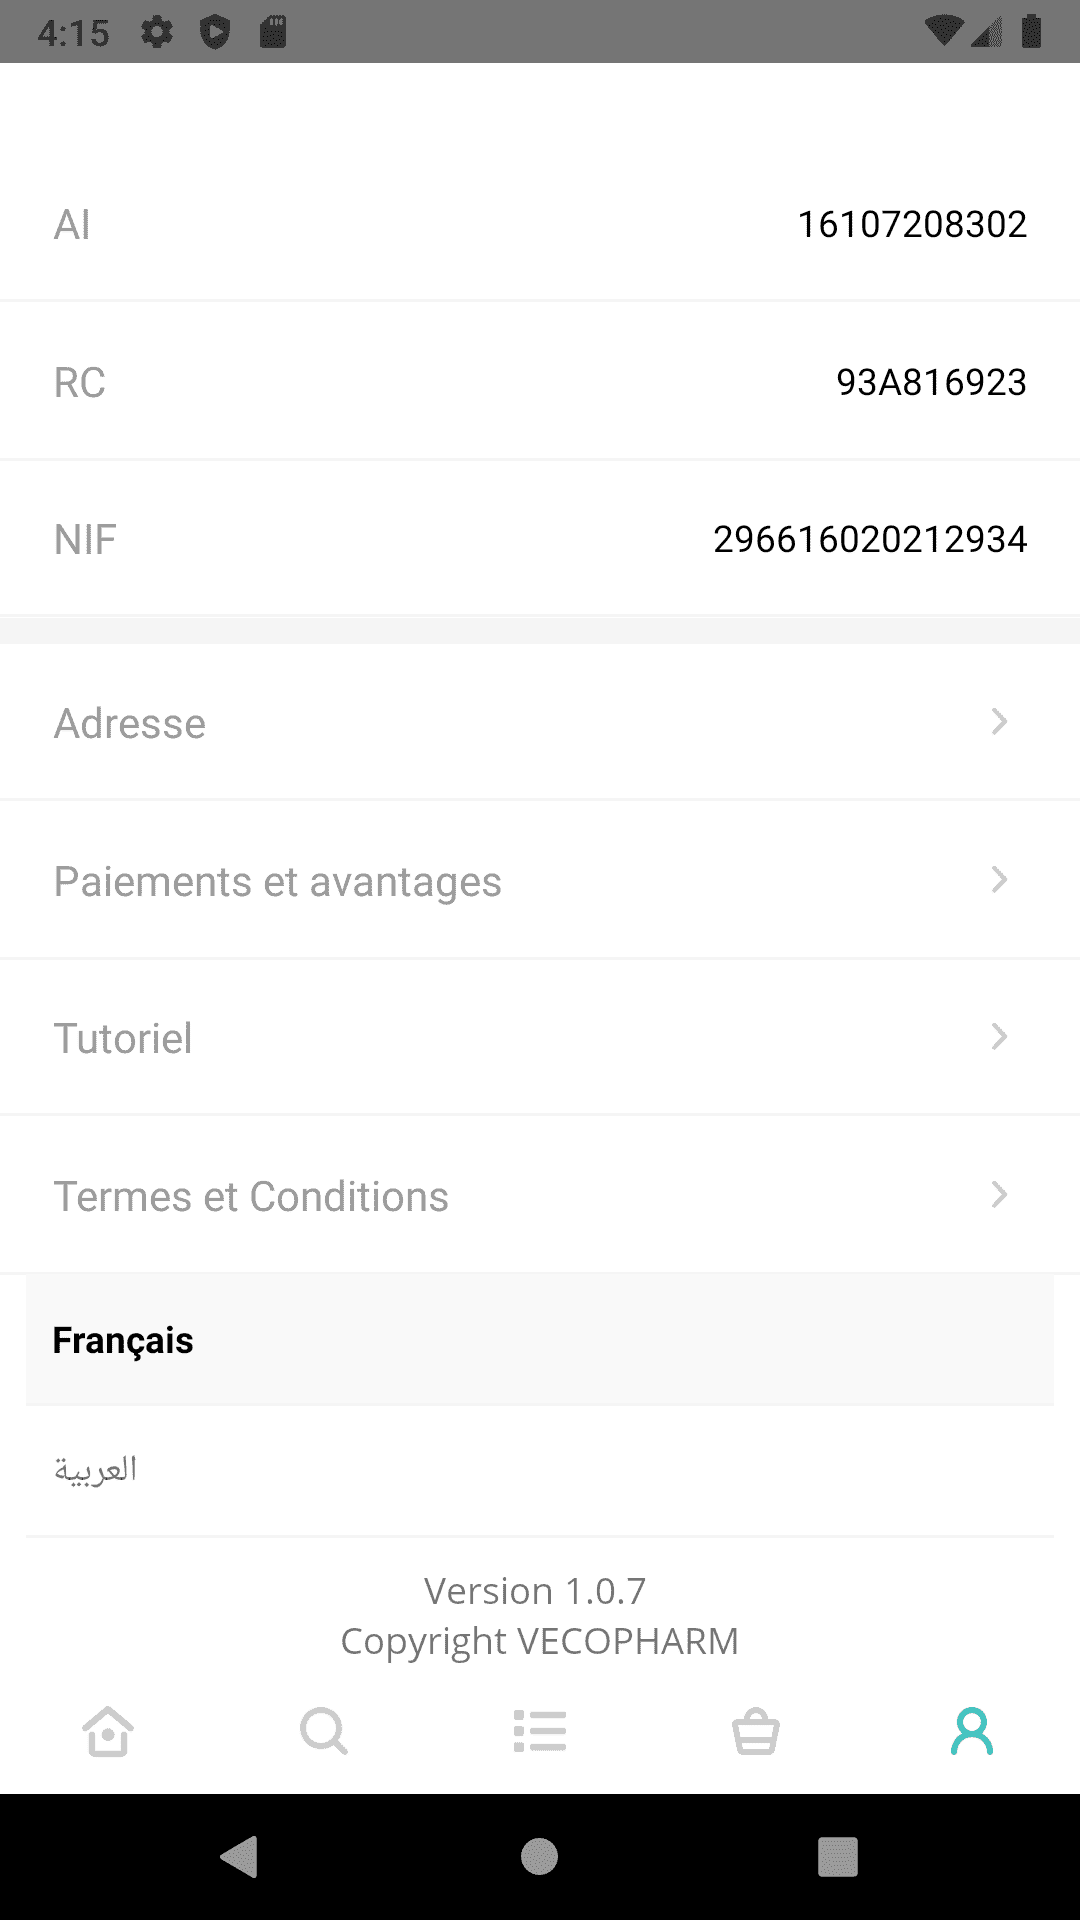 4:15
AI 16107208302
RC 93A816923
NIF 296616020212934
Adresse
Paiements et avantages
Tutoriel
Termes et Conditions
Français
العربية
Version 1.0.7
Copyright VECOPHARM